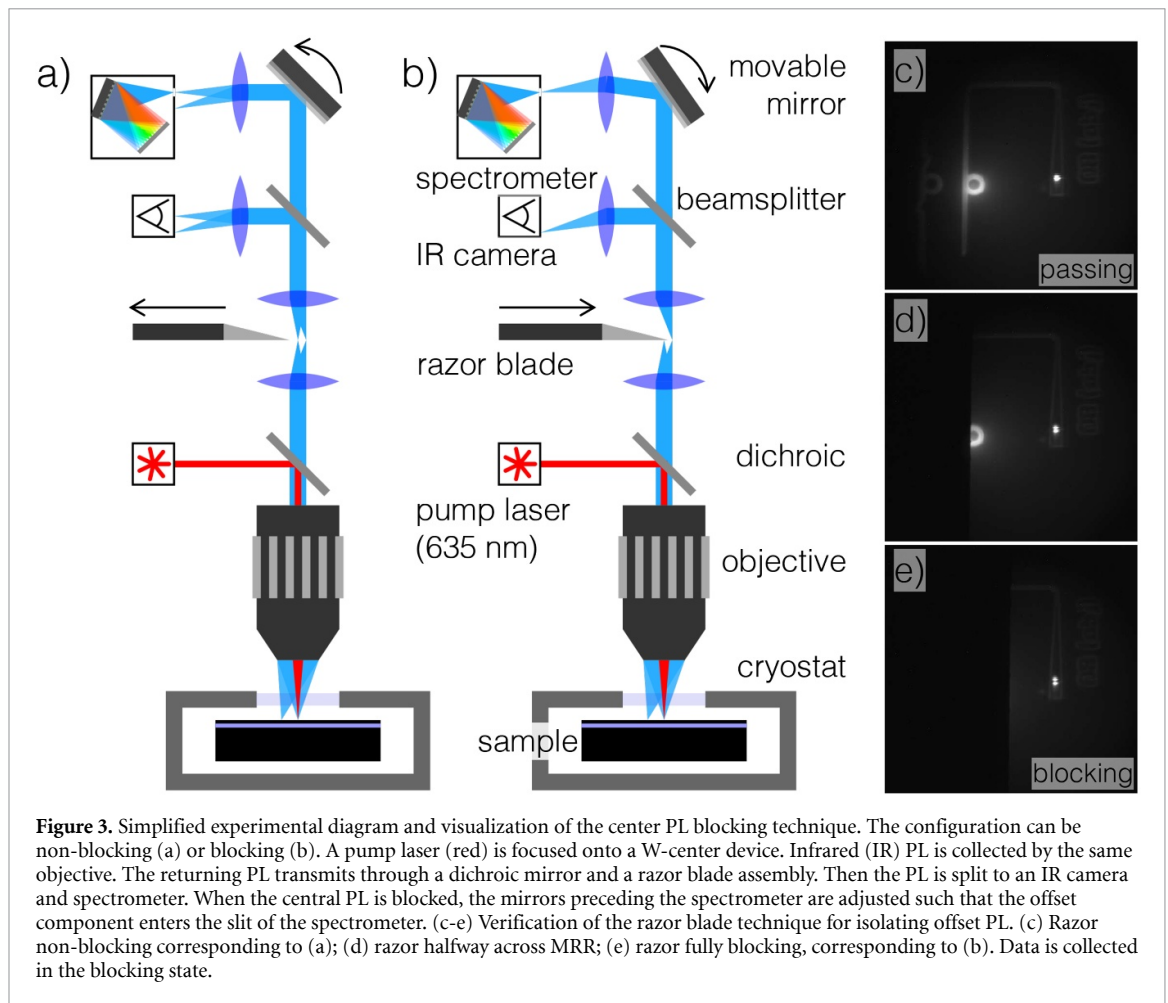 a)
b)
movable
mirror
c)
passing
spectrometer
beamsplitter
IR camera
razor blade
d)
dichroic
pump laser
(635 nm)
objective
e)
cryostat
sample
blocking
Figure 3. Simplified experimental diagram and visualization of the center PL blocking technique. The configuration can be
non-blocking (a) or blocking (b). A pump laser (red) is focused onto a W-center device. Infrared (IR) PL is collected by the same
objective. The returning PL transmits through a dichroic mirror and a razor blade assembly. Then the PL is split to an IR camera
and spectrometer. When the central PL is blocked, the mirrors preceding the spectrometer are adjusted such that the offset
component enters the slit of the spectrometer. (c-e) Verification of the razor blade technique for isolating offset PL. (c) Razor
non-blocking corresponding to (a); (d) razor halfway across MRR; (e) razor fully blocking, corresponding to (b). Data is collected
in the blocking state.